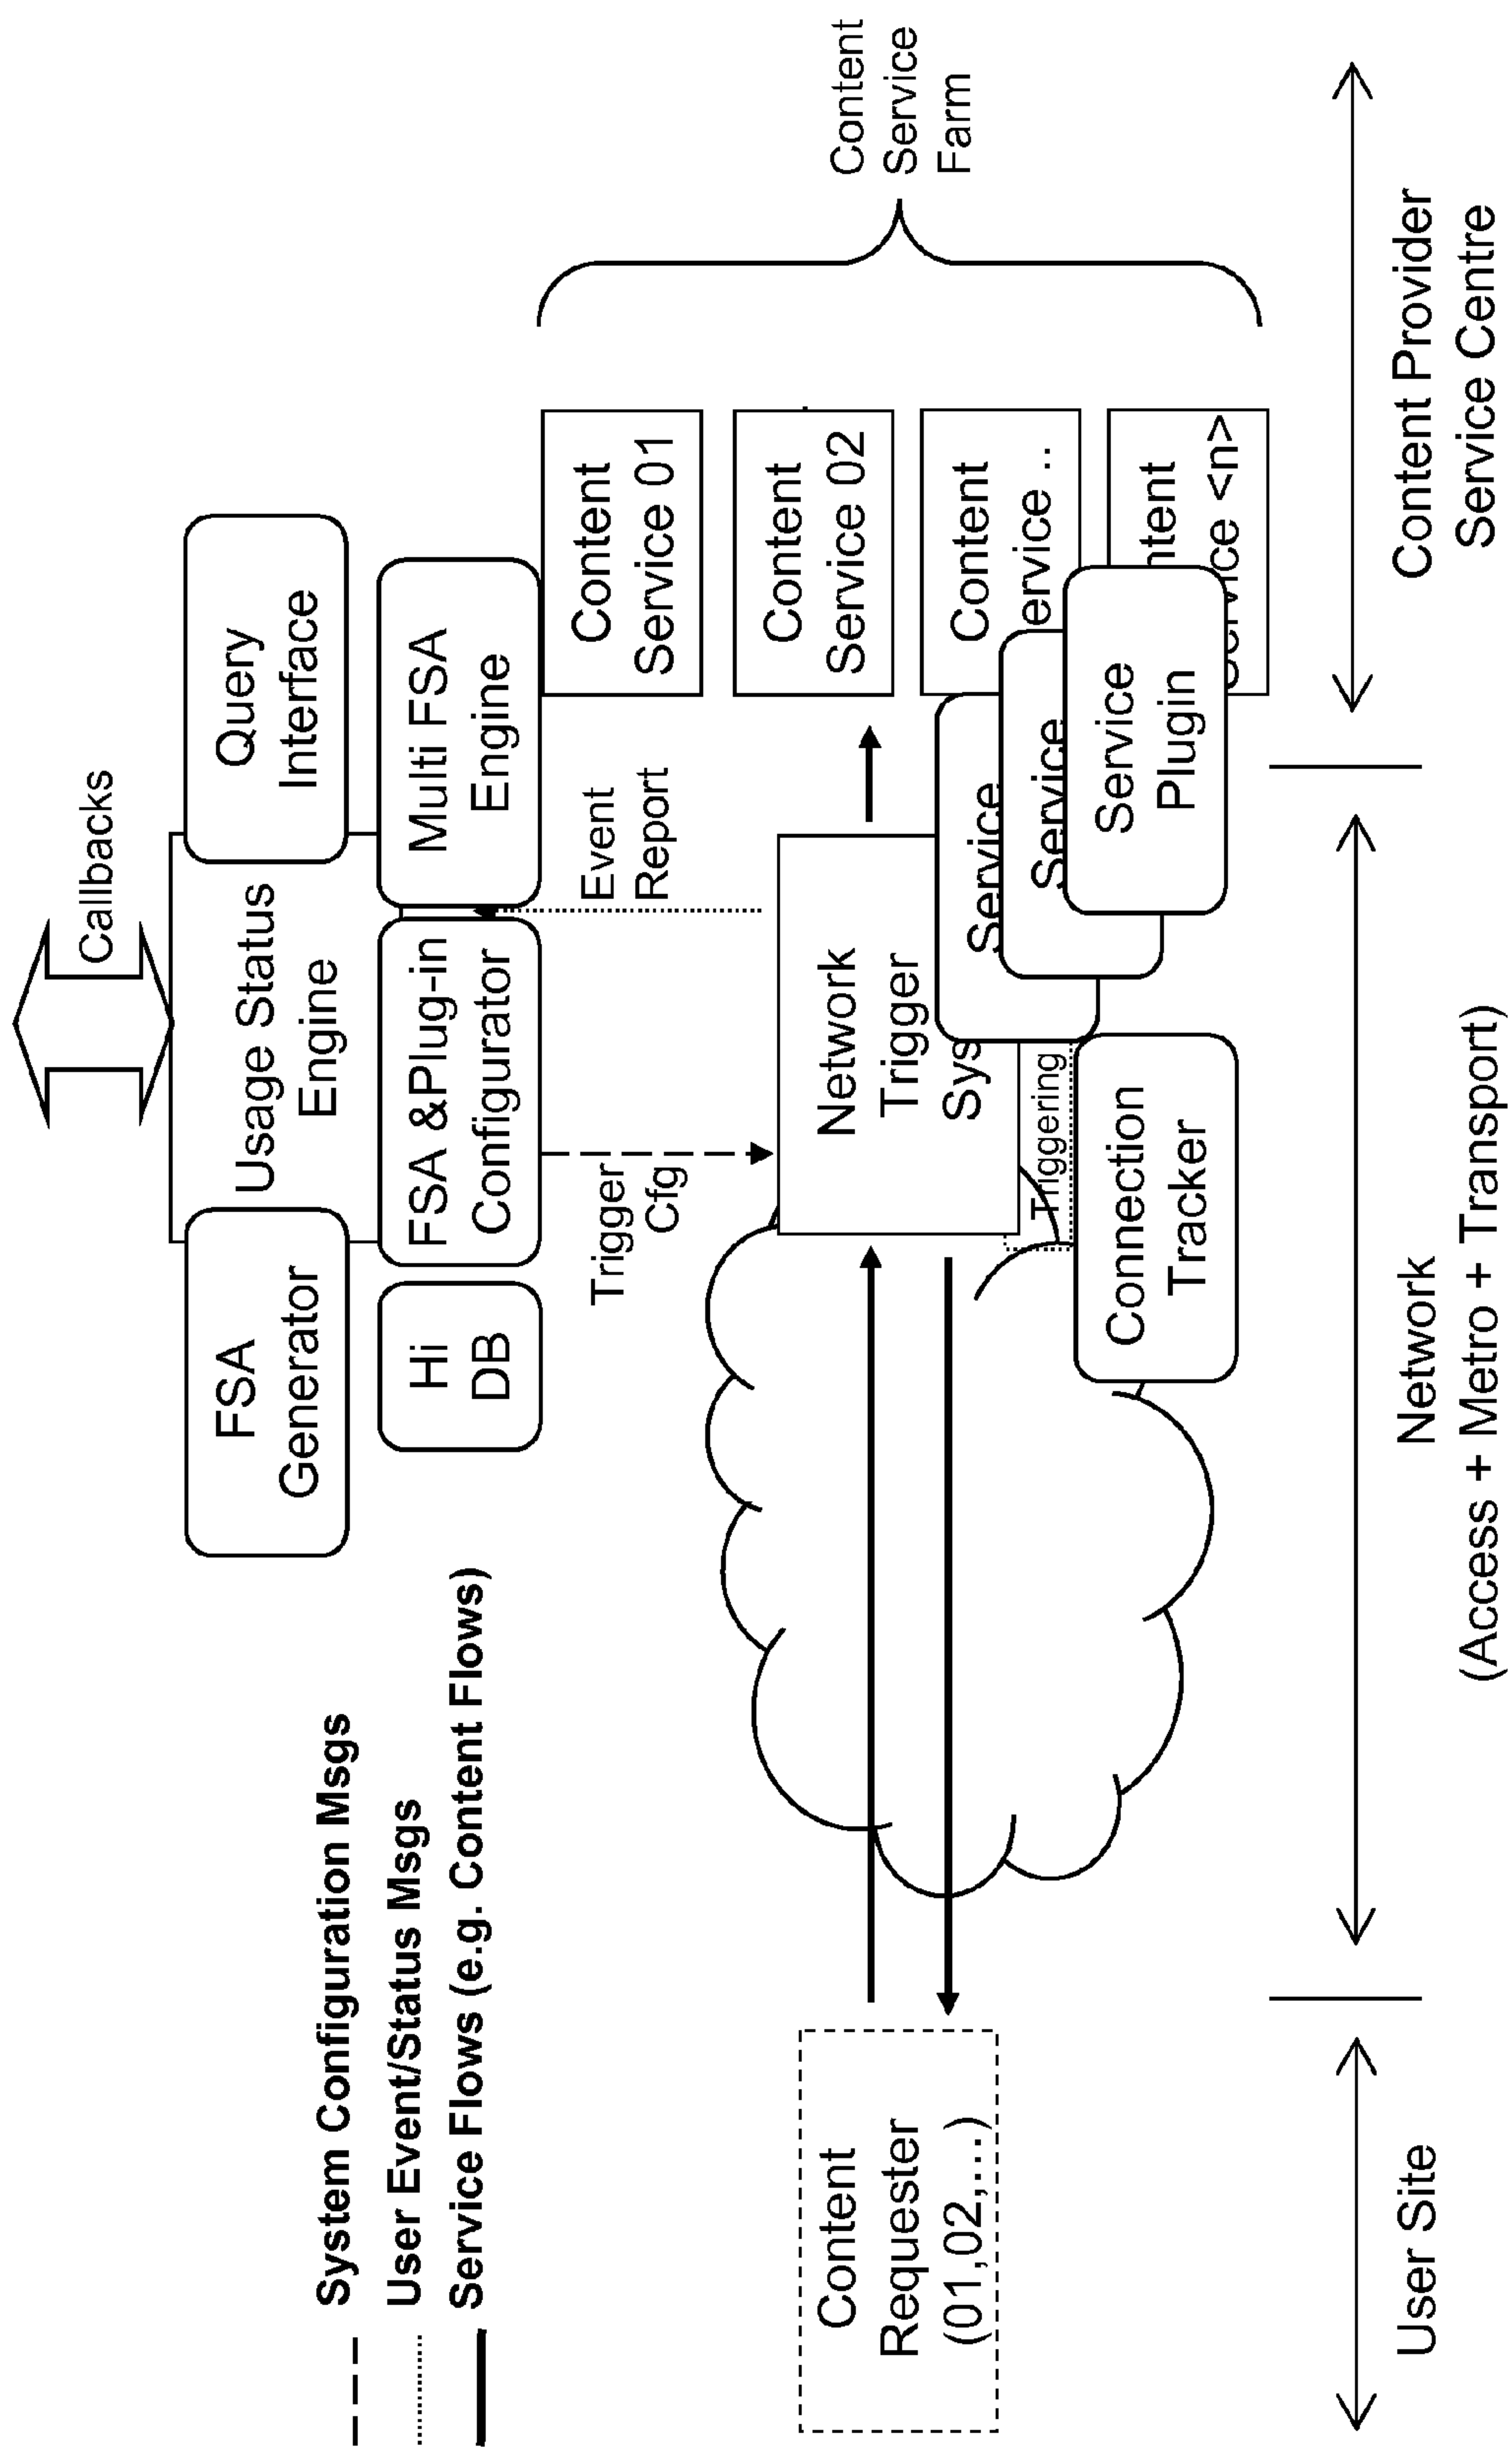 Callbacks
System Configuration Msgs
User Event/Status Msgs
Service Flows (e.g. Content Flows)
FSA
Generator
Usage Status
Engine
Query
Interface
Hi
DB
FSA &Plug-in
Configurator
Multi FSA
Engine
Trigger
Cfg
Event
Report
Content
Requester
(01,02,...)
Network
Trigger
Sys
Triggering
Connection
Tracker
Service
Service
Service
Plugin
Content
Service 01
Content
Service 02
Content
ervice ..
ntent
vice <n>
Content
Service
Farm
User Site
Network
(Access + Metro + Transport)
Content Provider
Service Centre